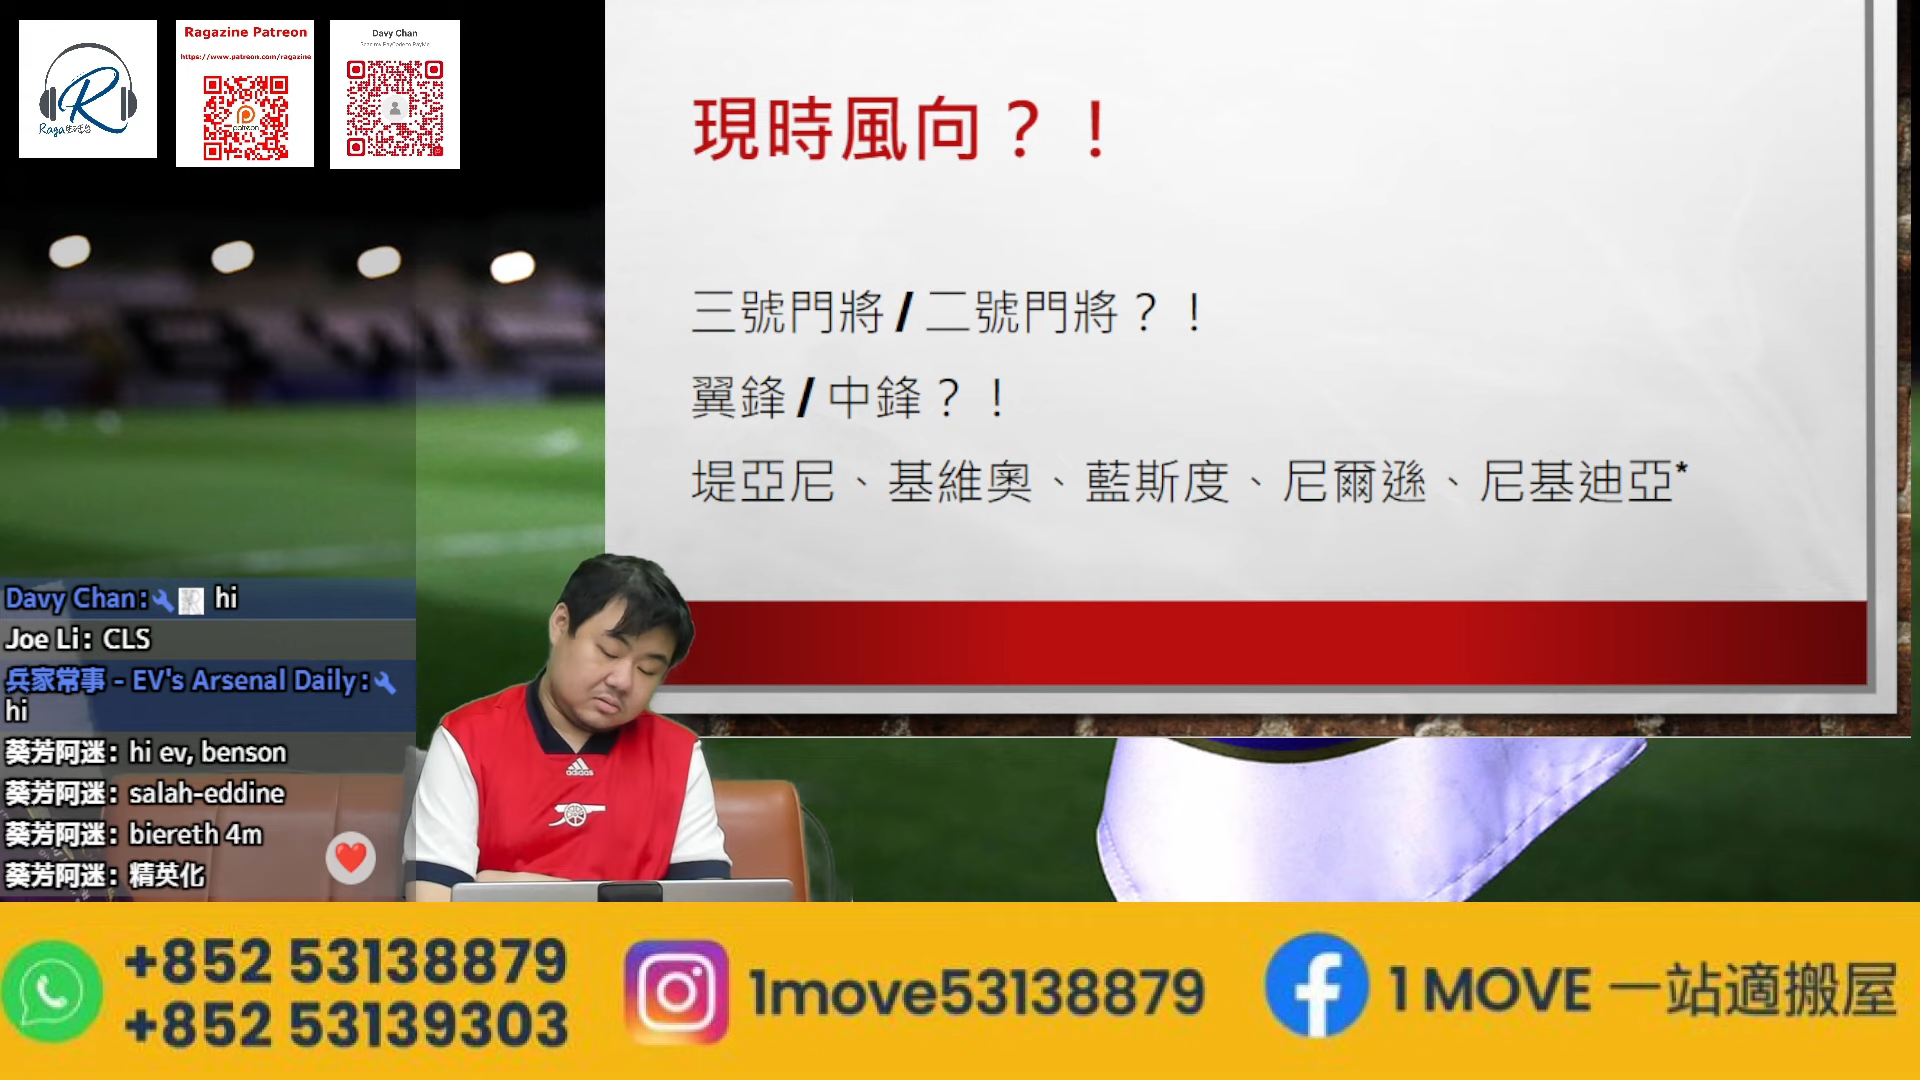 Ragazine Patreon
https://www.patreon.com/ragazine
patreon
Davy Chan
現時風向？！
三號門將 / 二號門將？！
翼鋒 / 中鋒？！
堤亞尼、基維奧、藍斯度、尼爾遜、尼基迪亞*
Davy Chan: hi
Joe Li: CLS
兵家常事 - EV's Arsenal Daily:
hi
葵芳阿迷: hi ev, benson
葵芳阿迷: salah-eddine
葵芳阿迷: biereth 4m
葵芳阿迷: 精英化
adidas
+852 53138879
+852 53139303
1move53138879
1 MOVE 一站適搬屋